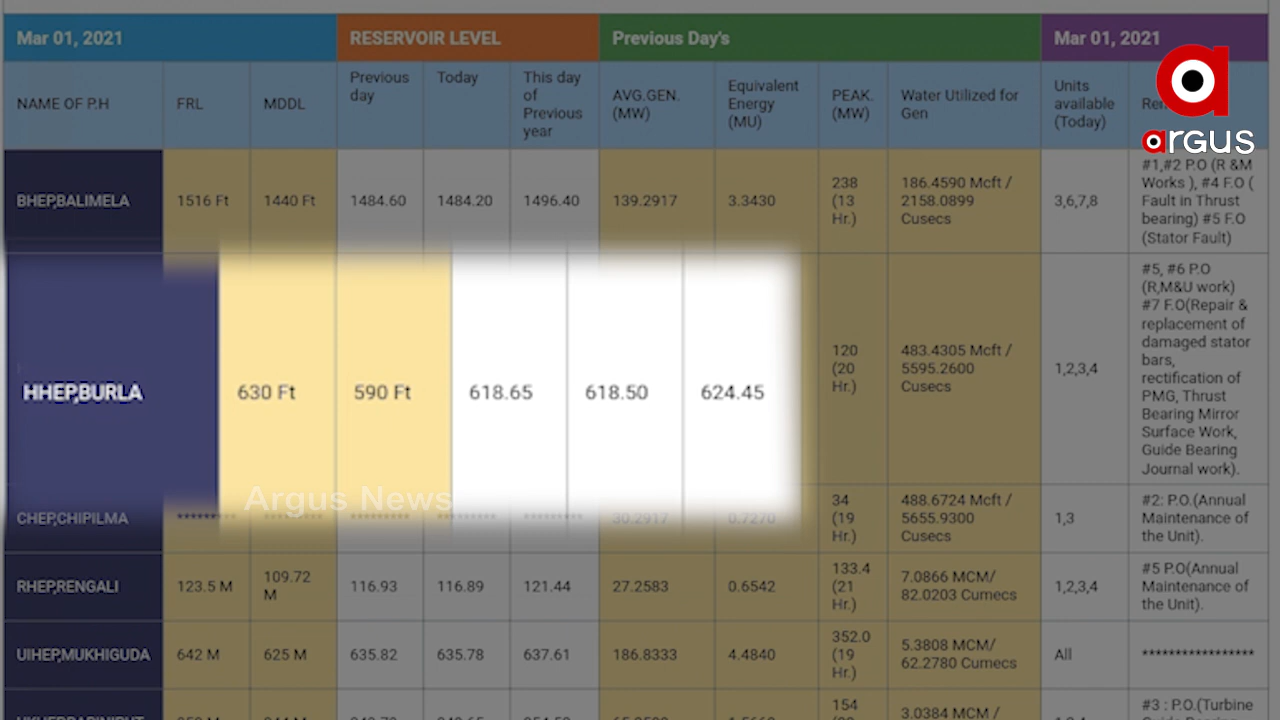 Mar 01, 2021 RESERVOIR LEVEL Previous Day's Mar 01, 2021
NAME OF P.H FRL MDDL Previous day Today This day of Previous year AVG.GEN. (MW) Equivalent Energy (MU) PEAK. (MW) Water Utilized for Gen Units available (Today)
argus
BHEP,BALIMELA 1516 Ft 1440 Ft 1484.60 1484.20 1496.40 139.2917 3.3430 238 (13 Hr.) 186.4590 Mcft / 2158.0899 Cusecs 3,6,7,8 #1,#2 P.O (R &M Works ), #4 F.O ( Fault in Thrust bearing) #5 F.O (Stator Fault)
HHEP,BURLA 630 Ft 590 Ft 618.65 618.50 624.45 120 (20 Hr.) 483.4305 Mcft / 5595.2600 Cusecs 1,2,3,4 #5, #6 P.O (R,M&U work) #7 F.O(Repair & replacement of damaged stator bars, rectification of PMG, Thrust Bearing Mirror Surface Work, Guide Bearing Journal work).
Argus News
CHEP,CHIPILMA ********* ********* ********* ********* 30.2917 0.7270 34 (19 Hr.) 488.6724 Mcft / 5655.9300 Cusecs 1,3 #2: P.O.(Annual Maintenance of the Unit).
RHEP,RENGALI 123.5 M 109.72 M 116.93 116.89 121.44 27.2583 0.6542 133.4 (21 Hr.) 7.0866 MCM/ 82.0203 Cumecs 1,2,3,4 #5 P.O(Annual Maintenance of the Unit).
UIHEP,MUKHIGUDA 642 M 625 M 635.82 635.78 637.61 186.8333 4.4840 352.0 (19 Hr.) 5.3808 MCM/ 62.2780 Cumecs All *****************
154 3.0384 MCM/ #3 : P.O.(Turbine